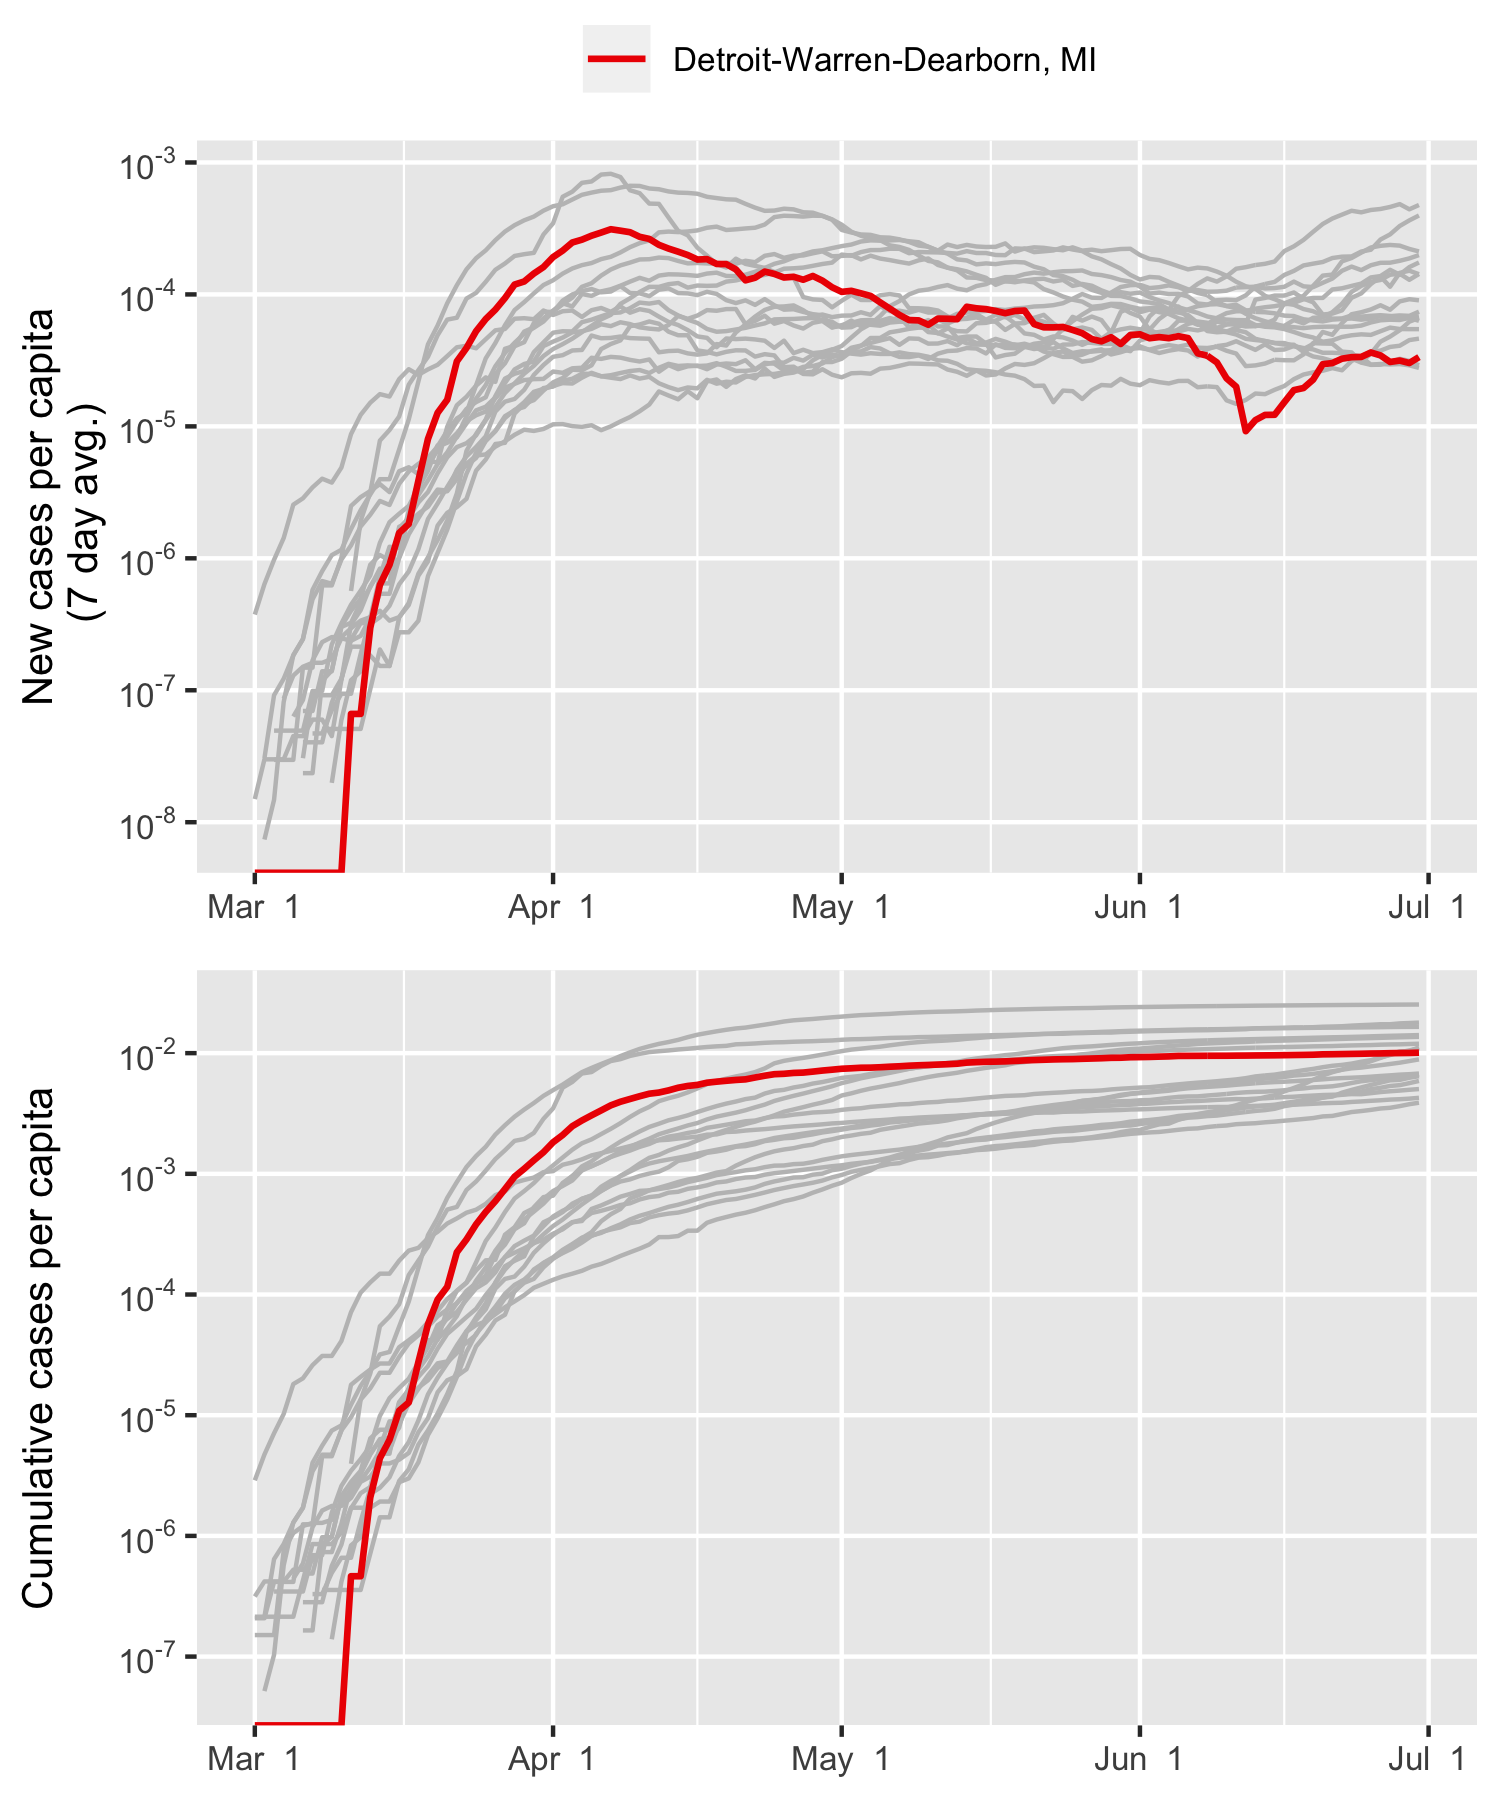 Detroit-Warren-Dearborn, MI
New cases per capita
(7 day avg.)
10-3
10-4
10-5
10-6
10-7
10-8
Mar 1 Apr 1 May 1 Jun 1 Jul 1
Cumulative cases per capita
10-2
10-3
10-4
10-5
10-6
10-7
Mar 1 Apr 1 May 1 Jun 1 Jul 1